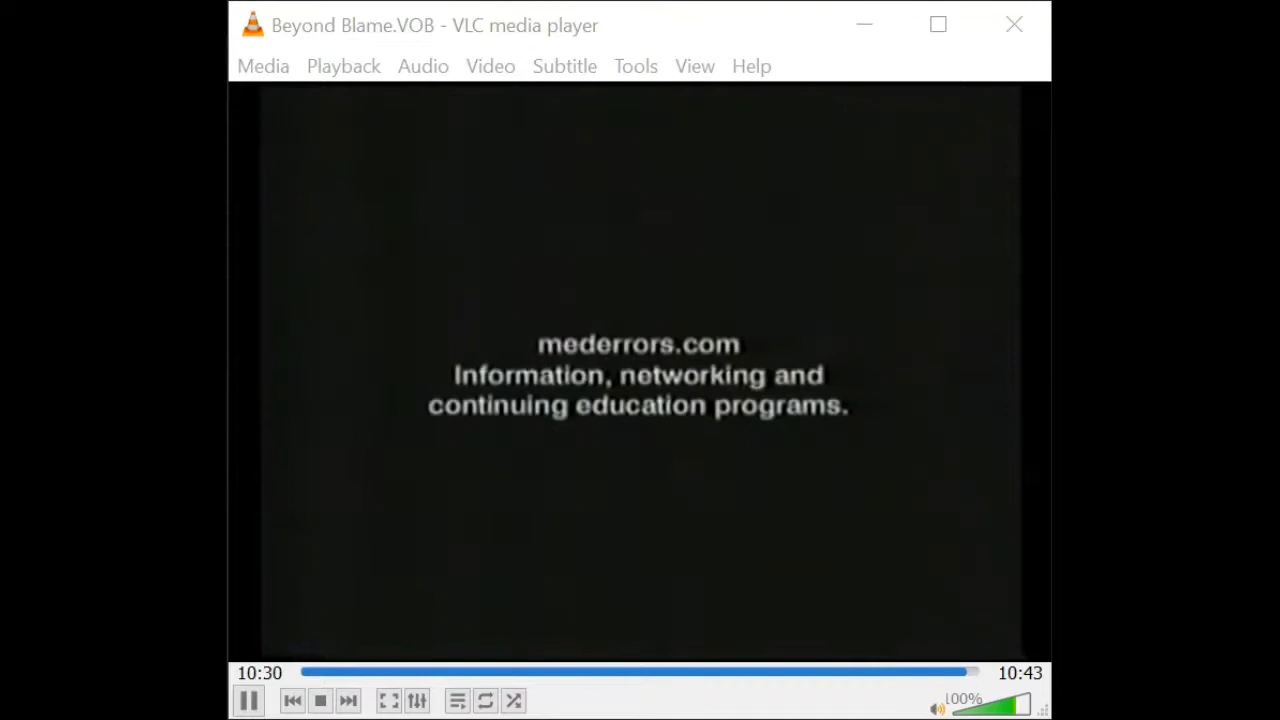 Beyond Blame.VOB - VLC media player
Media Playback Audio Video Subtitle Tools View Help
mederrors.com
Information, networking and
continuing education programs.
10:30 10:43
100%